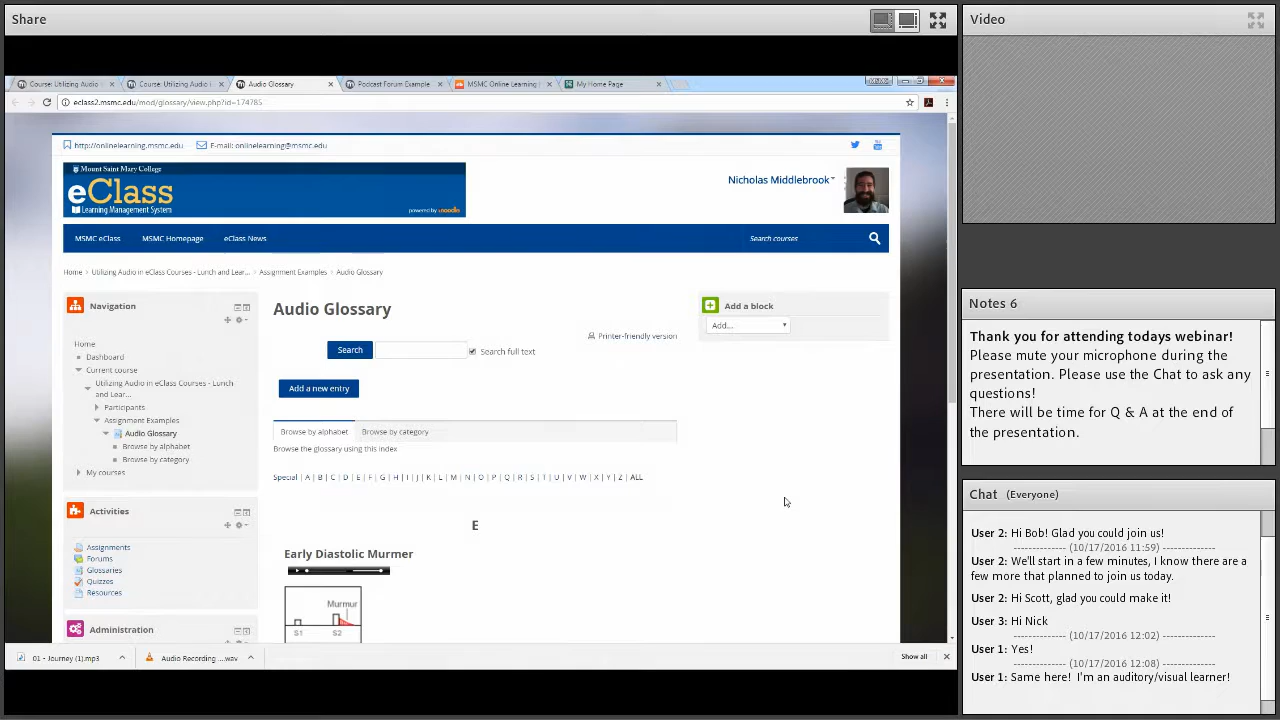 Share
Course: Utilizing Audio
Course: Utilizing Audio i
Audio Glossary
Podcast Forum Example
MSMC Online Learning
My Home Page
eclass2.msmc.edu/mod/glossary/view.php?id=174785
http://onlinelearning.msmc.edu
E-mail: onlinelearning@msmc.edu
Mount Saint Mary College
eClass
Learning Management System
powered by moodle
Nicholas Middlebrook
MSMC eClass
MSMC Homepage
eClass News
Search courses
Home › Utilizing Audio in eClass Courses - Lunch and Lear... › Assignment Examples › Audio Glossary
Navigation
Home
Dashboard
Current course
Utilizing Audio in eClass Courses - Lunch
and Lear...
Participants
Assignment Examples
Audio Glossary
Browse by alphabet
Browse by category
My courses
Activities
Assignments
Forums
Glossaries
Quizzes
Resources
Administration
Audio Glossary
Printer-friendly version
Search
Search full text
Add a new entry
Browse by alphabet
Browse by category
Browse the glossary using this index
Special | A | B | C | D | E | F | G | H | I | J | K | L | M | N | O | P | Q | R | S | T | U | V | W | X | Y | Z | ALL
E
Early Diastolic Murmer
Murmur
S1
S2
Add a block
Add...
01 - Journey (1).mp3
Audio Recording ....wav
Show all
Video
Notes 6
Thank you for attending todays webinar!
Please mute your microphone during the
presentation. Please use the Chat to ask any
questions!
There will be time for Q & A at the end of
the presentation.
Chat (Everyone)
User 2: Hi Bob! Glad you could join us!
------------- (10/17/2016 11:59) -------------
User 2: We'll start in a few minutes, I know there are a
few more that planned to join us today.
User 2: Hi Scott, glad you could make it!
User 3: Hi Nick
------------- (10/17/2016 12:02) -------------
User 1: Yes!
------------- (10/17/2016 12:08) -------------
User 1: Same here! I'm an auditory/visual learner!